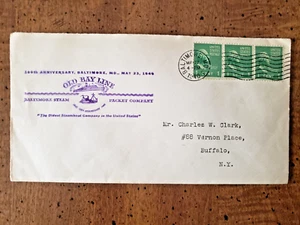 100th ANNIVERSARY, BALTIMORE, MD., MAY 23, 1940
OLD BAY LINE
BALTIMORE STEAM PACKET COMPANY
"The Oldest Steamboat Company in the United States"
BALTIMORE
Mr. Charles W. Clark,
#88 Vernon Place,
Buffalo,
N.Y.